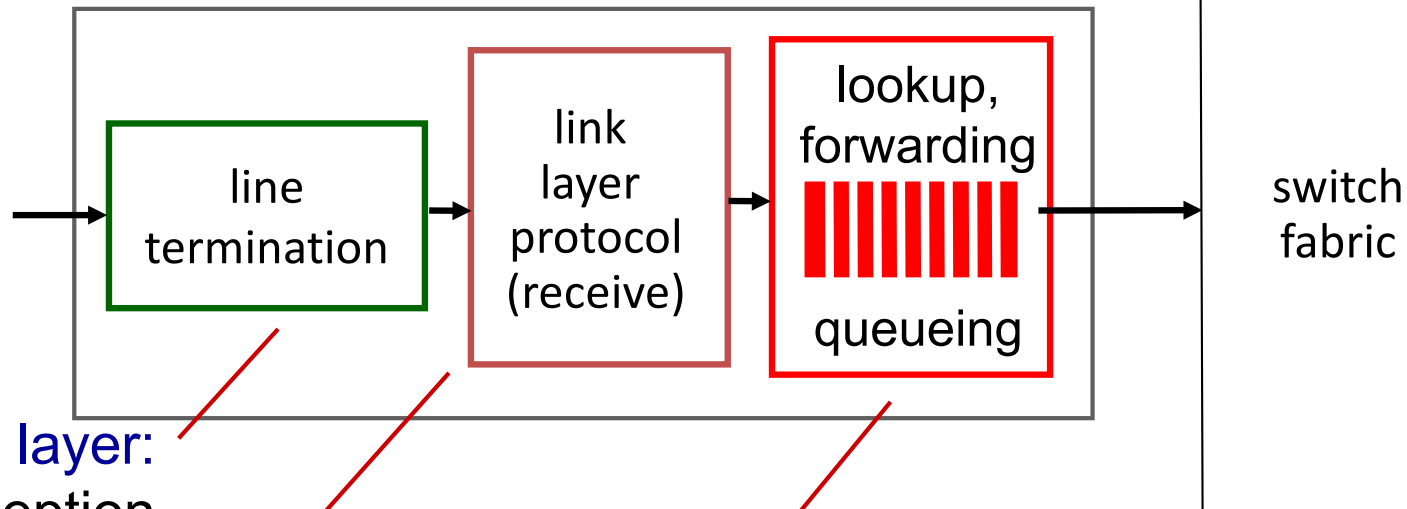 line
termination
link
layer
protocol
(receive)
lookup,
forwarding
queueing
switch
fabric
layer: